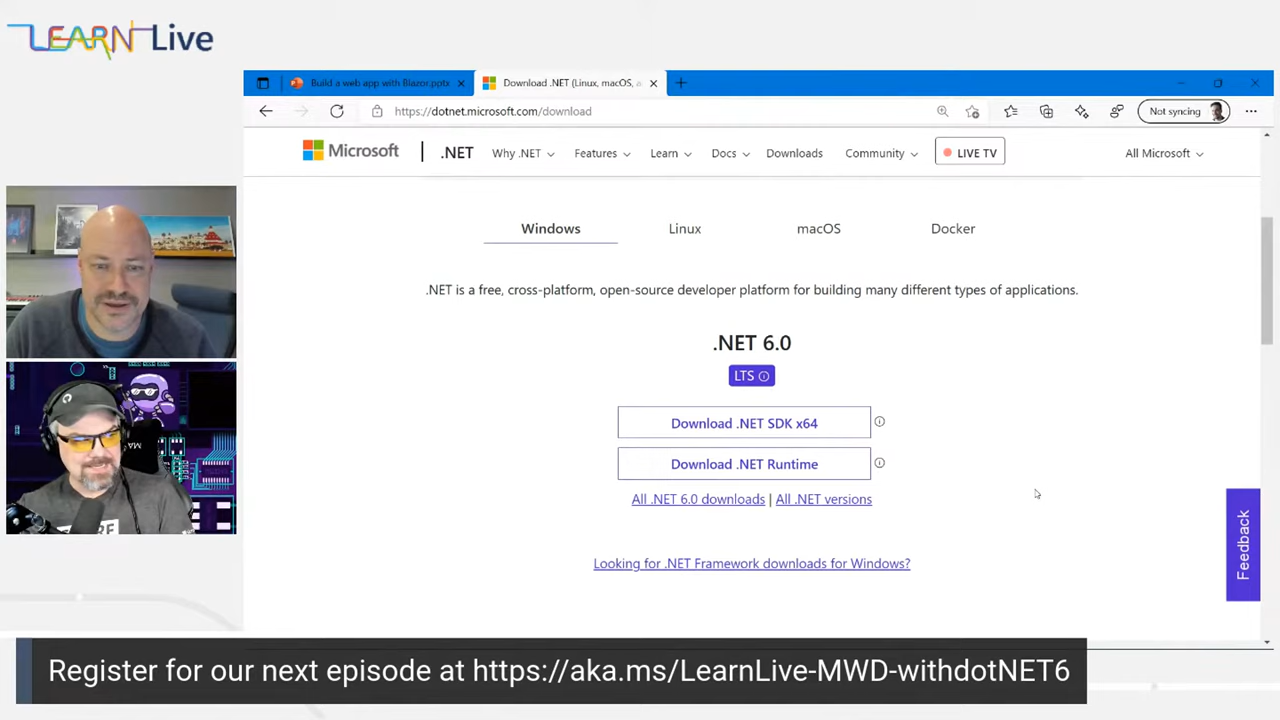 LEARN Live
Build a web app with Blazor.pptx
Download .NET (Linux, macOS, a
https://dotnet.microsoft.com/download
Not syncing
Microsoft
.NET
Why .NET
Features
Learn
Docs
Downloads
Community
LIVE TV
All Microsoft
Windows
Linux
macOS
Docker
.NET is a free, cross-platform, open-source developer platform for building many different types of applications.
.NET 6.0
LTS
Download .NET SDK x64
Download .NET Runtime
All .NET 6.0 downloads | All .NET versions
Looking for .NET Framework downloads for Windows?
Feedback
Register for our next episode at https://aka.ms/LearnLive-MWD-withdotNET6